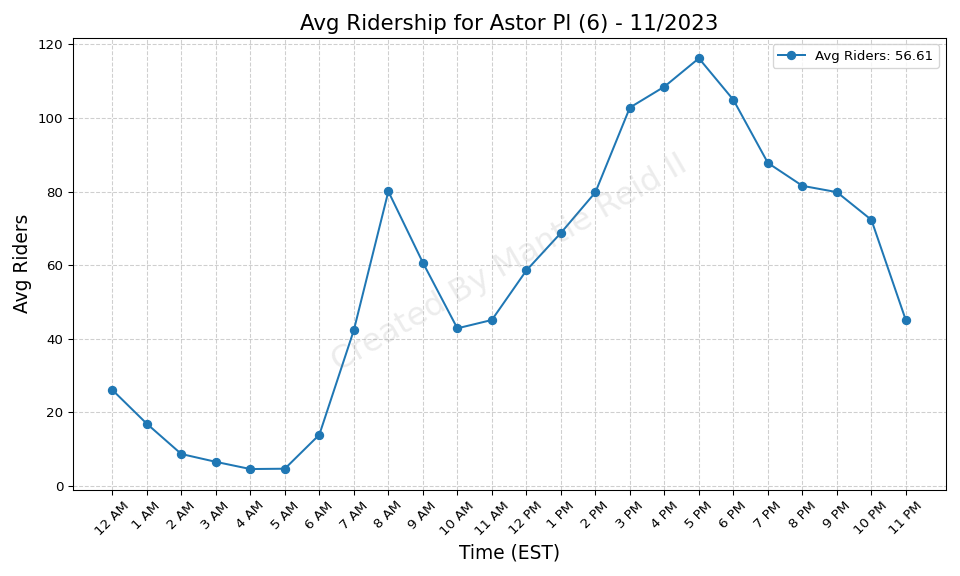 Avg Ridership for Astor Pl (6) - 11/2023
Avg Riders: 56.61
Avg Riders
120
100
80
60
40
20
0
Created By Mantle Reid II
12 AM
1 AM
2 AM
3 AM
4 AM
5 AM
6 AM
7 AM
8 AM
9 AM
10 AM
11 AM
12 PM
1 PM
2 PM
3 PM
4 PM
5 PM
6 PM
7 PM
8 PM
9 PM
10 PM
11 PM
Time (EST)